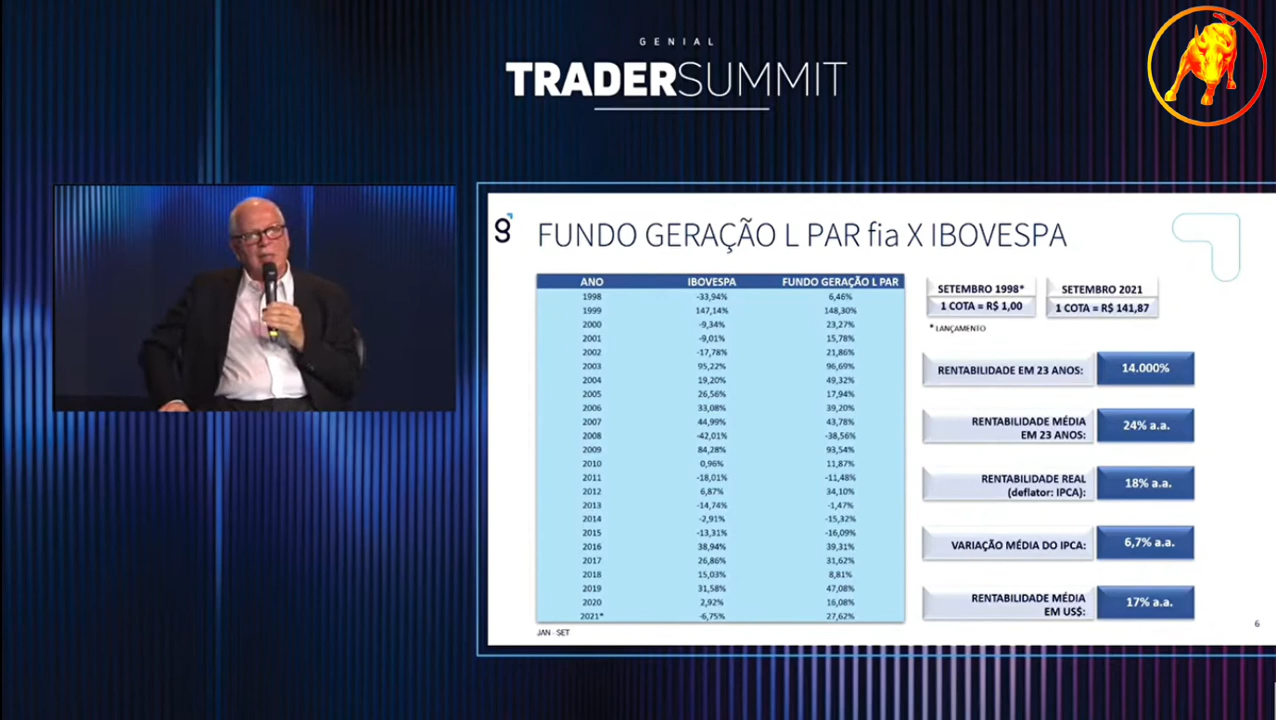 GENIAL
TRADERSUMMIT
g
FUNDO GERAÇÃO L PAR fia X IBOVESPA
ANO IBOVESPA FUNDO GERAÇÃO L PAR
1998 -33,94% 6,46%
1999 147,14% 148,30%
2000 -9,34% 23,27%
2001 -9,01% 15,78%
2002 -17,78% 21,86%
2003 95,22% 96,69%
2004 19,20% 49,32%
2005 26,56% 17,94%
2006 33,08% 39,20%
2007 44,99% 43,78%
2008 -42,01% -38,56%
2009 84,28% 93,54%
2010 0,96% 11,87%
2011 -18,01% -11,48%
2012 6,87% 34,10%
2013 -14,74% -1,47%
2014 -2,91% -15,32%
2015 -13,31% -16,09%
2016 38,94% 39,31%
2017 26,86% 31,62%
2018 15,03% 8,81%
2019 31,58% 47,08%
2020 2,92% 16,08%
2021* -6,75% 27,62%
JAN - SET
SETEMBRO 1998* SETEMBRO 2021
1 COTA = R$ 1,00 1 COTA = R$ 141,87
* LANÇAMENTO
RENTABILIDADE EM 23 ANOS: 14.000%
RENTABILIDADE MÉDIA
EM 23 ANOS: 24% a.a.
RENTABILIDADE REAL
(deflator: IPCA): 18% a.a.
VARIAÇÃO MÉDIA DO IPCA: 6,7% a.a.
RENTABILIDADE MÉDIA
EM US$: 17% a.a.
6